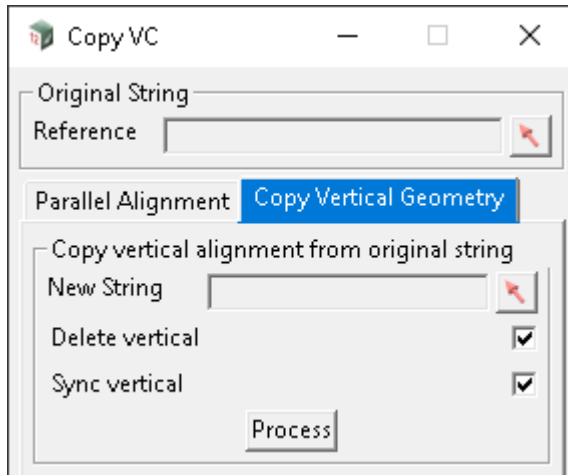 Copy VC
Original String
Reference
Parallel Alignment Copy Vertical Geometry
Copy vertical alignment from original string
New String
Delete vertical
Sync vertical
Process